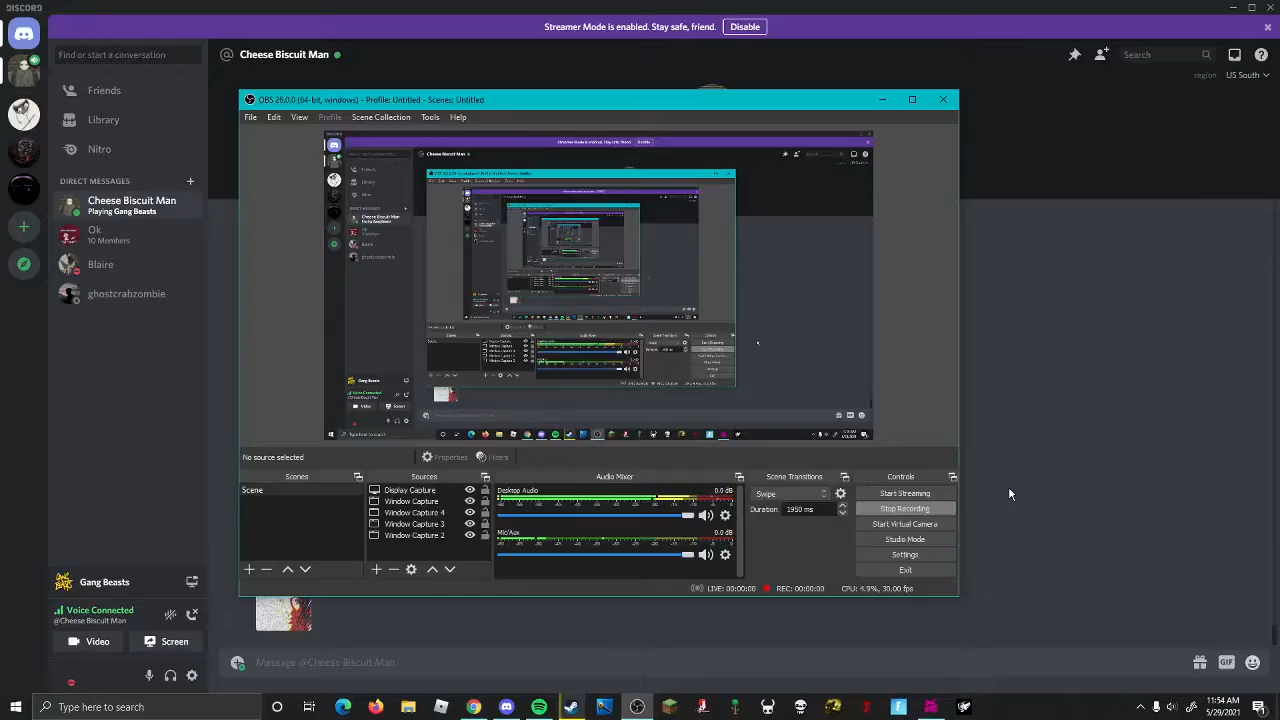 DISCORD
Streamer Mode is enabled. Stay safe, friend.
Disable
Find or start a conversation
Cheese Biscuit Man
Search
region
US South
Friends
Library
Nitro
DIRECT MESSAGES
Cheese Biscuit Man
Playing Gang Beasts
Ok
10 Members
Blaire
ghostcrabzombie
OBS 26.0.0 (64-bit, windows) - Profile: Untitled - Scenes: Untitled
File Edit View Profile Scene Collection Tools Help
No source selected
Properties
Filters
Scenes
Sources
Audio Mixer
Scene Transitions
Controls
Scene
Display Capture
Window Capture
Window Capture 4
Window Capture 3
Window Capture 2
Desktop Audio
0.0 dB
Mic/Aux
0.0 dB
Swipe
Duration 1950 ms
Start Streaming
Stop Recording
Start Virtual Camera
Studio Mode
Settings
Exit
LIVE: 00:00:00
REC: 00:00:00
CPU: 4.9%, 30.00 fps
Gang Beasts
Voice Connected
@Cheese Biscuit Man
Video
Screen
Message @Cheese Biscuit Man
GIF
Type here to search
11:54 AM
5/29/2021